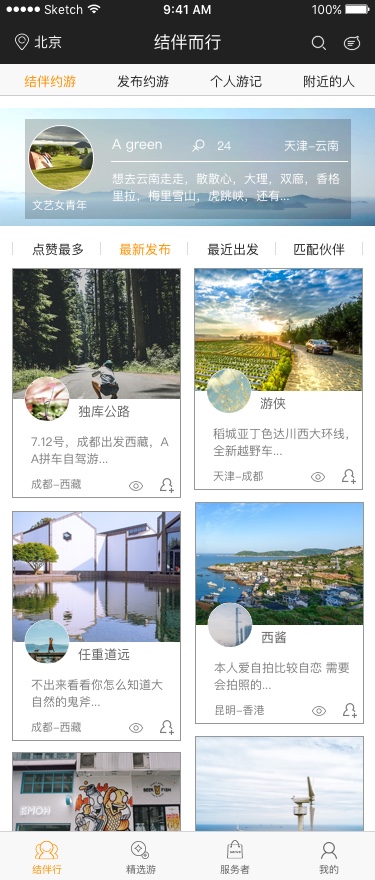 Sketch
9:41 AM
100%
北京
结伴而行
结伴约游
发布约游
个人游记
附近的人
A green
24
天津-云南
想去云南走走，散散心，大理，双廊，香格
里拉，梅里雪山，虎跳峡，还有...
文艺女青年
点赞最多
最新发布
最近出发
匹配伙伴
独库公路
7.12号，成都出发西藏，A
A拼车自驾游...
成都-西藏
游侠
稻城亚丁色达川西大环线，
全新越野车...
天津-成都
任重道远
不出来看看你怎么知道大
自然的鬼斧...
成都-西藏
西酱
本人爱自拍比较自恋 需要
会拍照的...
昆明-香港
EMON
BEER FISH
结伴行
精选游
服务者
我的